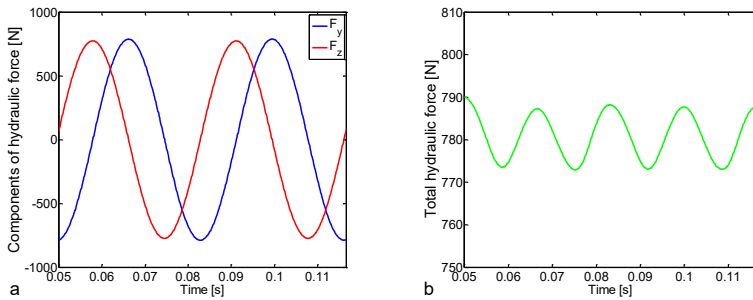 1000
500
0
-500
-1000
Components of hydraulic force [N]
F_y
F_z
0.05 0.06 0.07 0.08 0.09 0.1 0.11
Time [s]
a
810
800
790
780
770
760
750
Total hydraulic force [N]
0.05 0.06 0.07 0.08 0.09 0.1 0.11
Time [s]
b